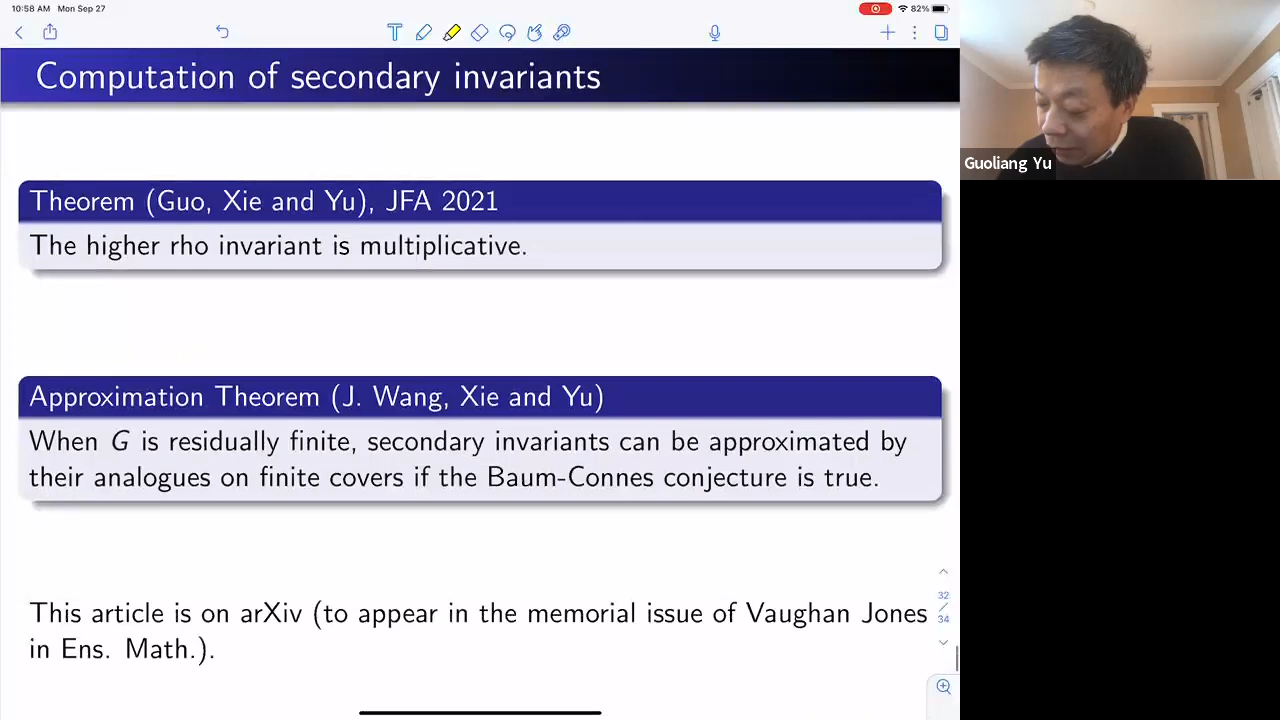 10:58 AM Mon Sep 27
82%
Computation of secondary invariants
Theorem (Guo, Xie and Yu), JFA 2021
The higher rho invariant is multiplicative.
Approximation Theorem (J. Wang, Xie and Yu)
When G is residually finite, secondary invariants can be approximated by
their analogues on finite covers if the Baum-Connes conjecture is true.
This article is on arXiv (to appear in the memorial issue of Vaughan Jones
in Ens. Math.).
32
/
34
Guoliang Yu